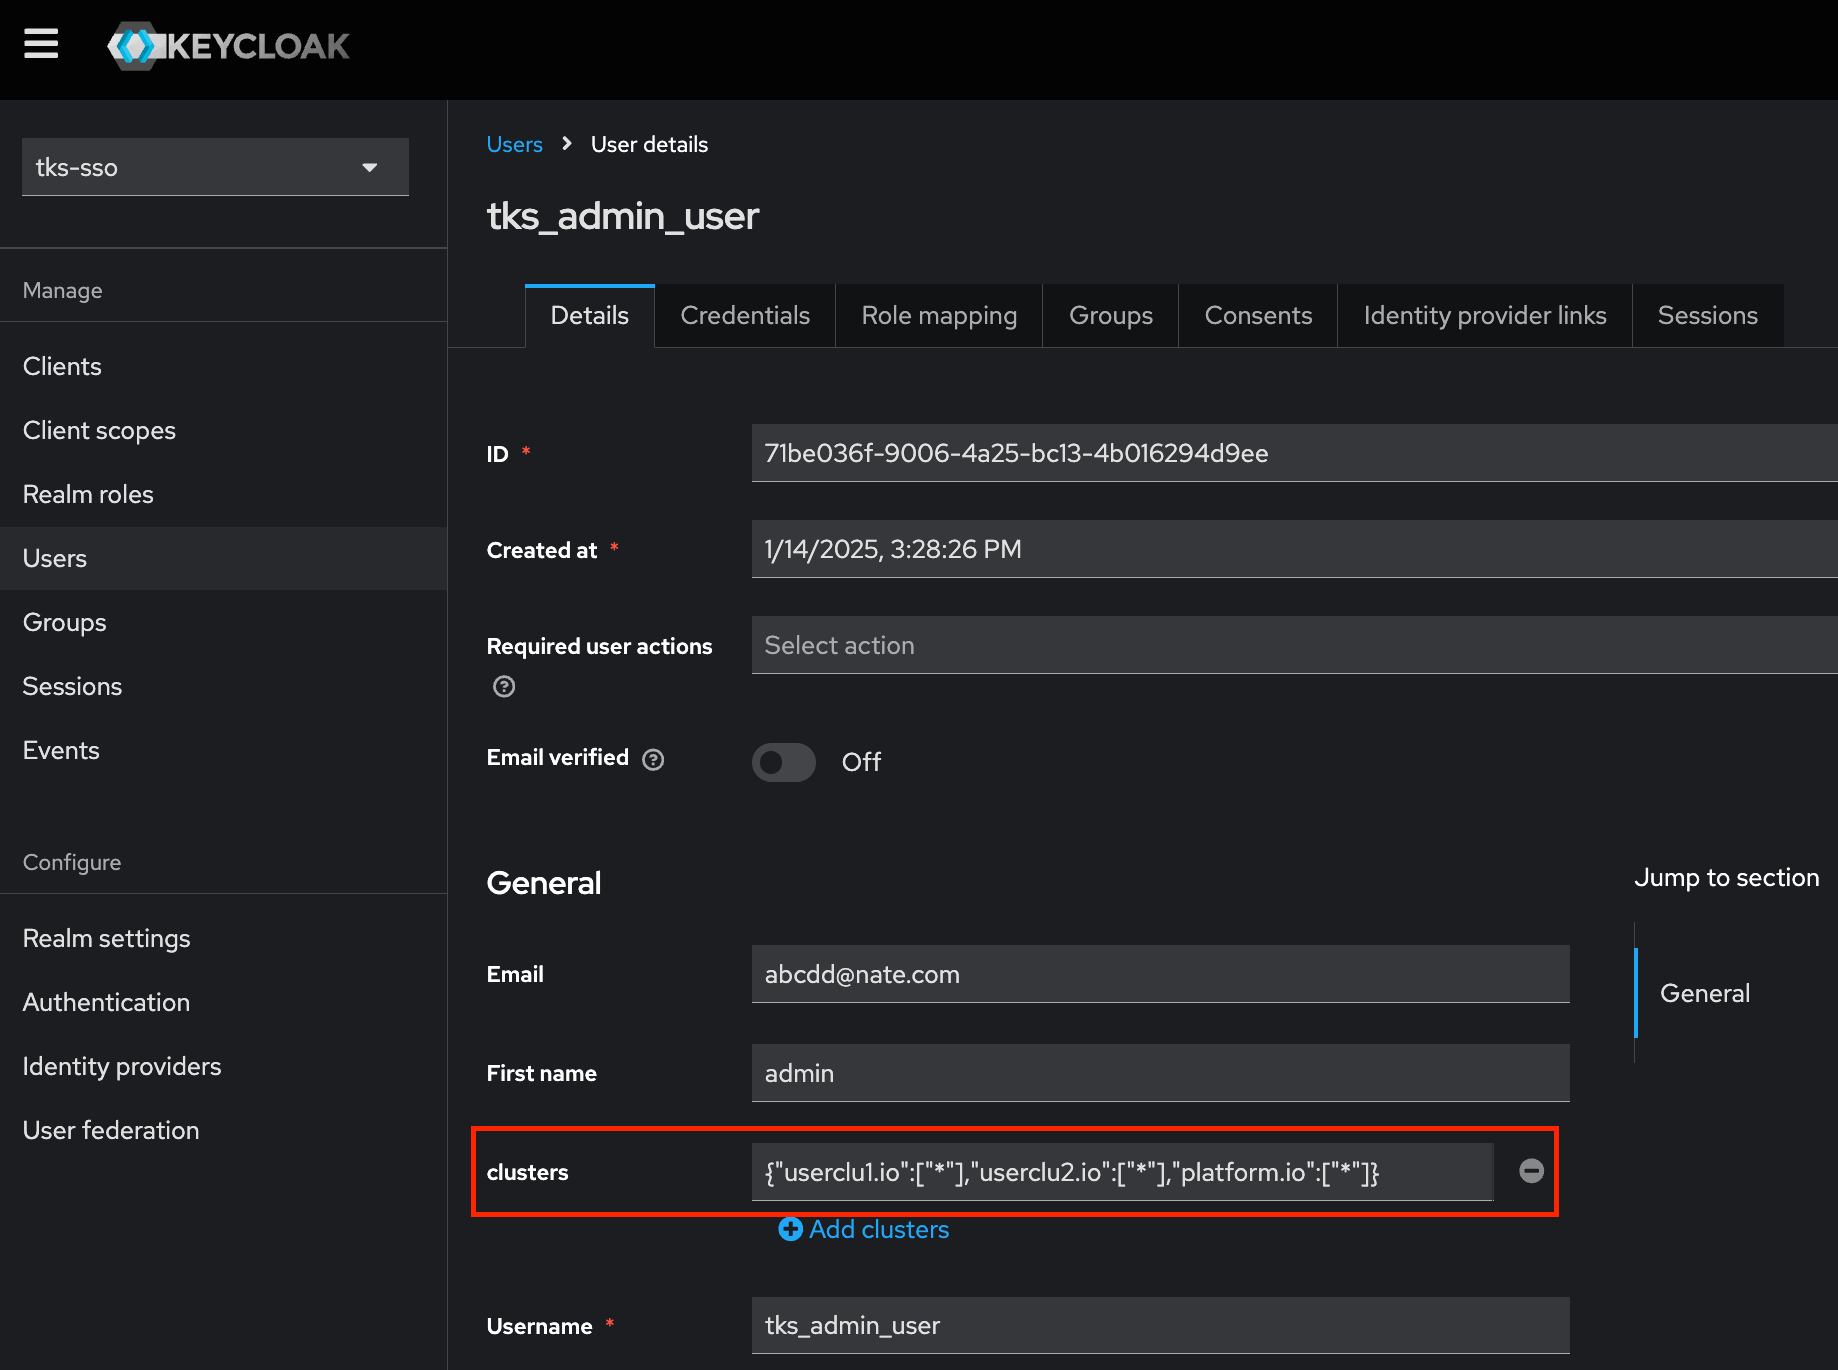 KEYCLOAK
tks-sso
Manage
Clients
Client scopes
Realm roles
Users
Groups
Sessions
Events
Configure
Realm settings
Authentication
Identity providers
User federation
Users > User details
tks_admin_user
Details Credentials Role mapping Groups Consents Identity provider links Sessions
ID * 71be036f-9006-4a25-bc13-4b016294d9ee
Created at * 1/14/2025, 3:28:26 PM
Required user actions Select action
?
Email verified ? Off
General
Jump to section
General
Email abcdd@nate.com
First name admin
clusters {"userclu1.io":["*"],"userclu2.io":["*"],"platform.io":["*"]}
Add clusters
Username * tks_admin_user